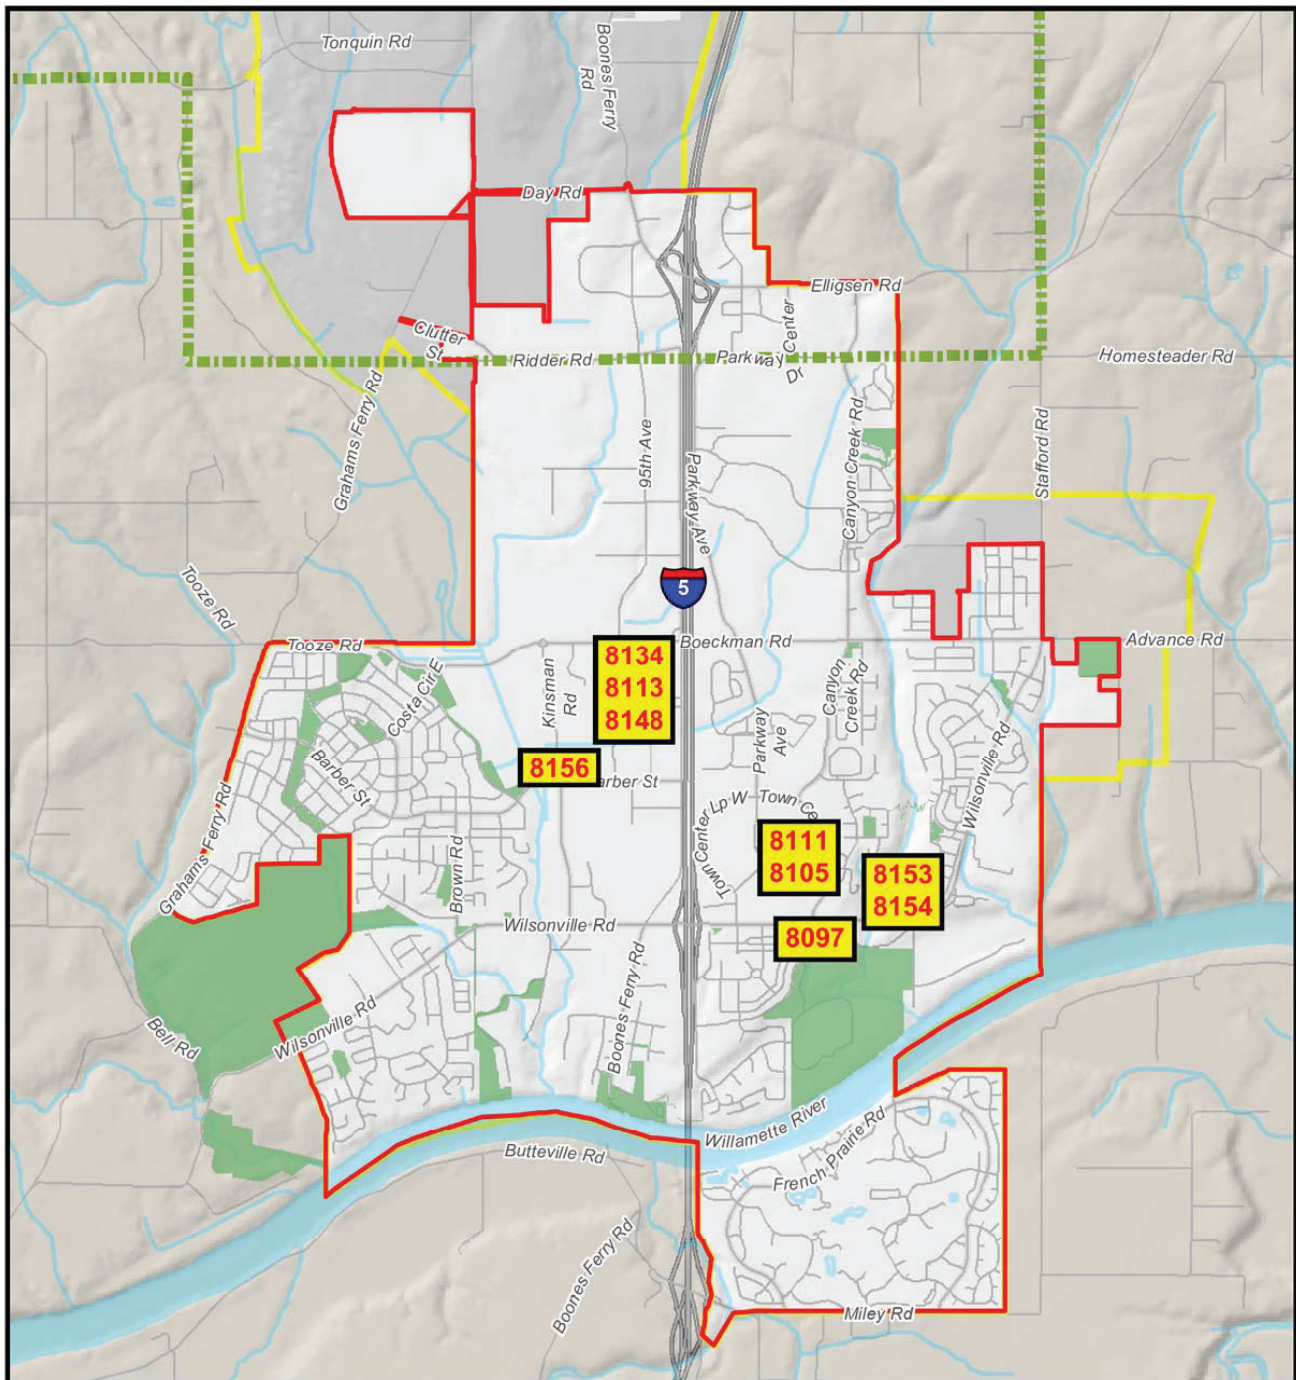 Tonquin Rd
Boones Ferry
Rd
Day Rd
Elligsen Rd
Clutter
St
Ridder Rd
Parkway Center
Dr
Homesteader Rd
Grahams Ferry Rd
95th Ave
Parkway Ave
Canyon Creek Rd
Stafford Rd
5
Tooze Rd
Tooze Rd
Boeckman Rd
Advance Rd
8134
8113
8148
Costa Cir E
Kinsman
Rd
Canyon
Creek Rd
Parkway
Ave
Wilsonville Rd
8156
Barber St
Grahams Ferry Rd
Town Center Lp W
8111
8105
8153
8154
Brown Rd
Wilsonville Rd
8097
Boones Ferry Rd
Bell Rd
Wilsonville Rd
Willamette River
Butteville Rd
French Prairie Rd
Boones Ferry Rd
Miley Rd